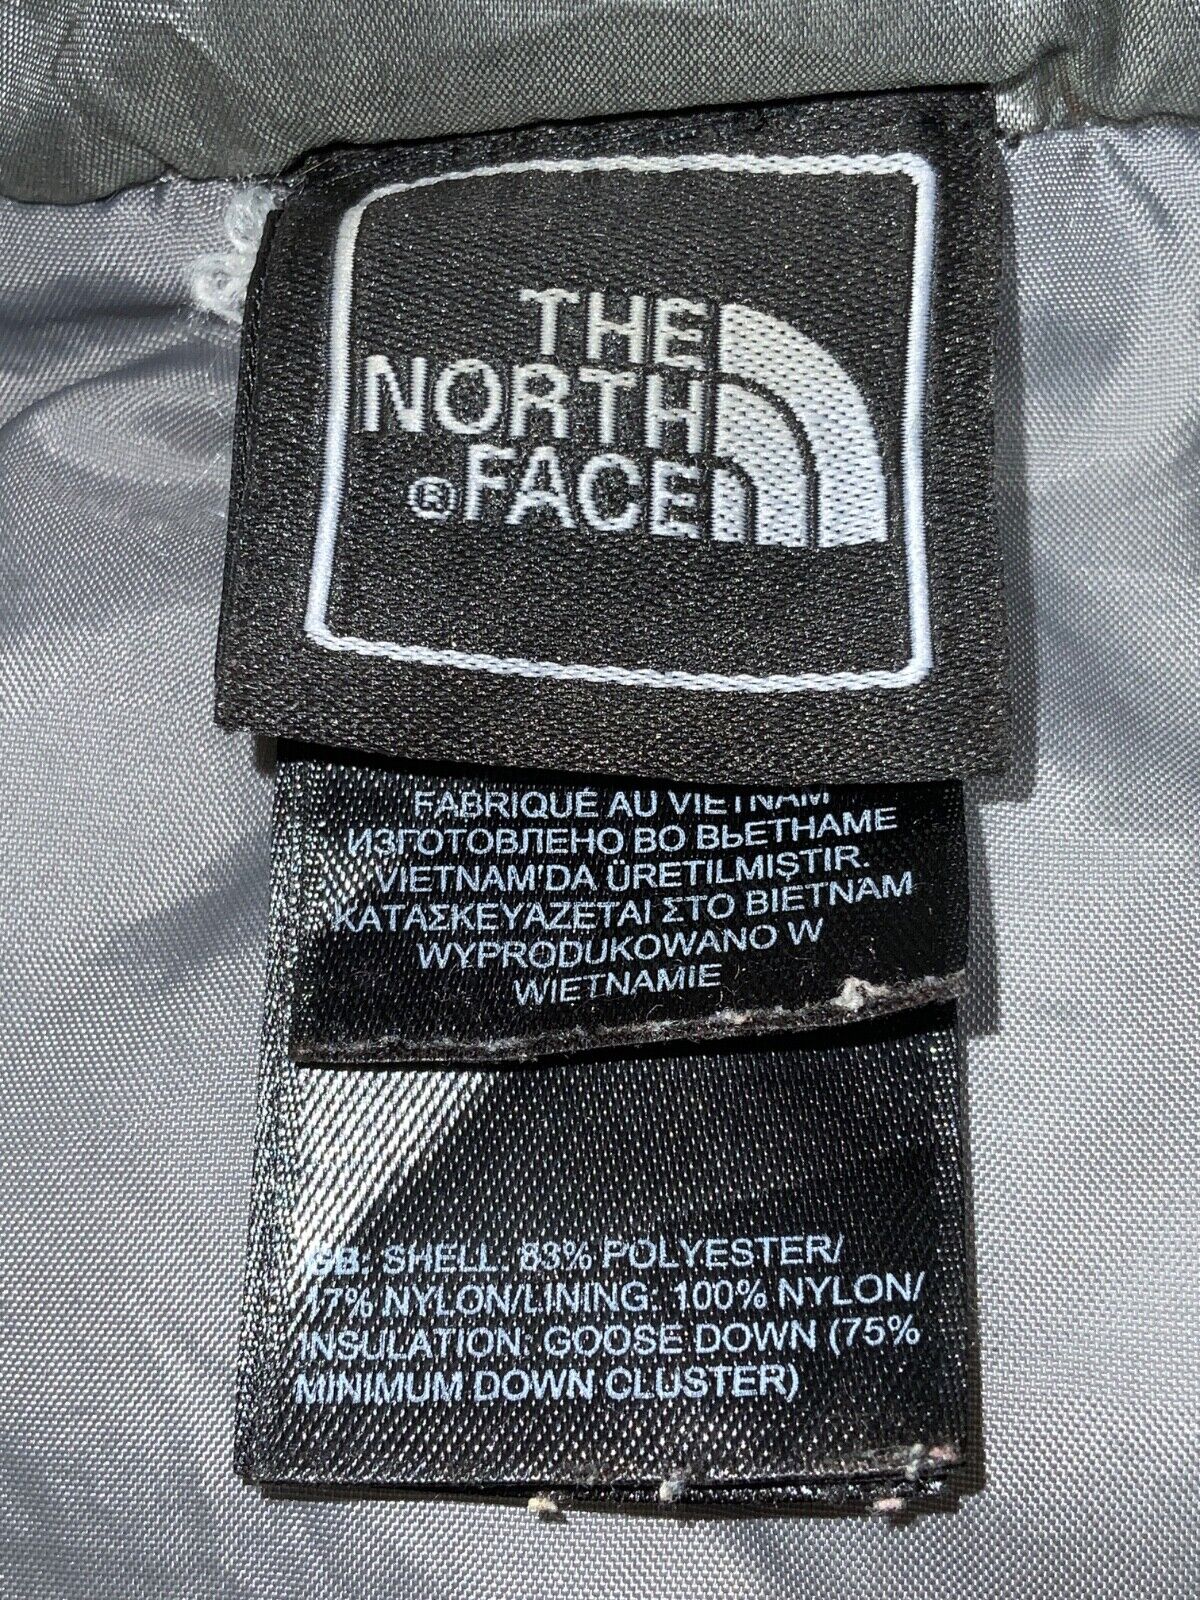 THE
NORTH
® FACE
FABRIQUÉ AU VIETNAM
ИЗГОТОВЛЕНО ВО ВЬЕТНАМЕ
VIETNAM'DA ÜRETILMIŞTIR.
ΚΑΤΑΣΚΕΥΑΖΕΤΑΙ ΣΤΟ ΒΙΕΤΝΑΜ
WYPRODUKOWANO W
WIETNAMIE
GB: SHELL: 83% POLYESTER/
17% NYLON/LINING: 100% NYLON/
INSULATION: GOOSE DOWN (75%
MINIMUM DOWN CLUSTER)